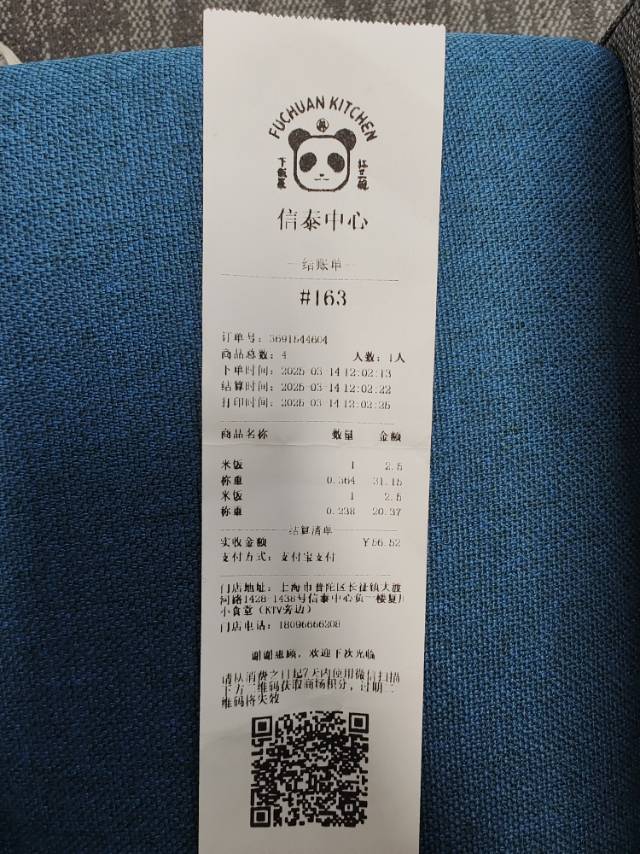 FUCHUAN KITCHEN
下飯菜
信泰中心
结账单
#163
订单号: 3691544604
商品总数: 4 人数: 1人
下单时间: 2025-03-14 12:02:13
结算时间: 2025-03-14 12:02:22
打印时间: 2025-03-14 12:02:25
商品名称 数量 金额
米饭 1 2.5
称重 0.364 31.15
米饭 1 2.5
称重 0.238 20.37
结算清单
实收金额 ¥56.52
支付方式: 支付宝支付
门店地址: 上海市普陀区长征镇大渡
河路1428-1438号信泰中心负一楼复川
小食堂 (KTV旁边)
门店电话: 18096666208
谢谢惠顾, 欢迎下次光临
请从消费之日起7天内使用微信扫描
下方二维码获取商场积分, 过期二
维码将失效